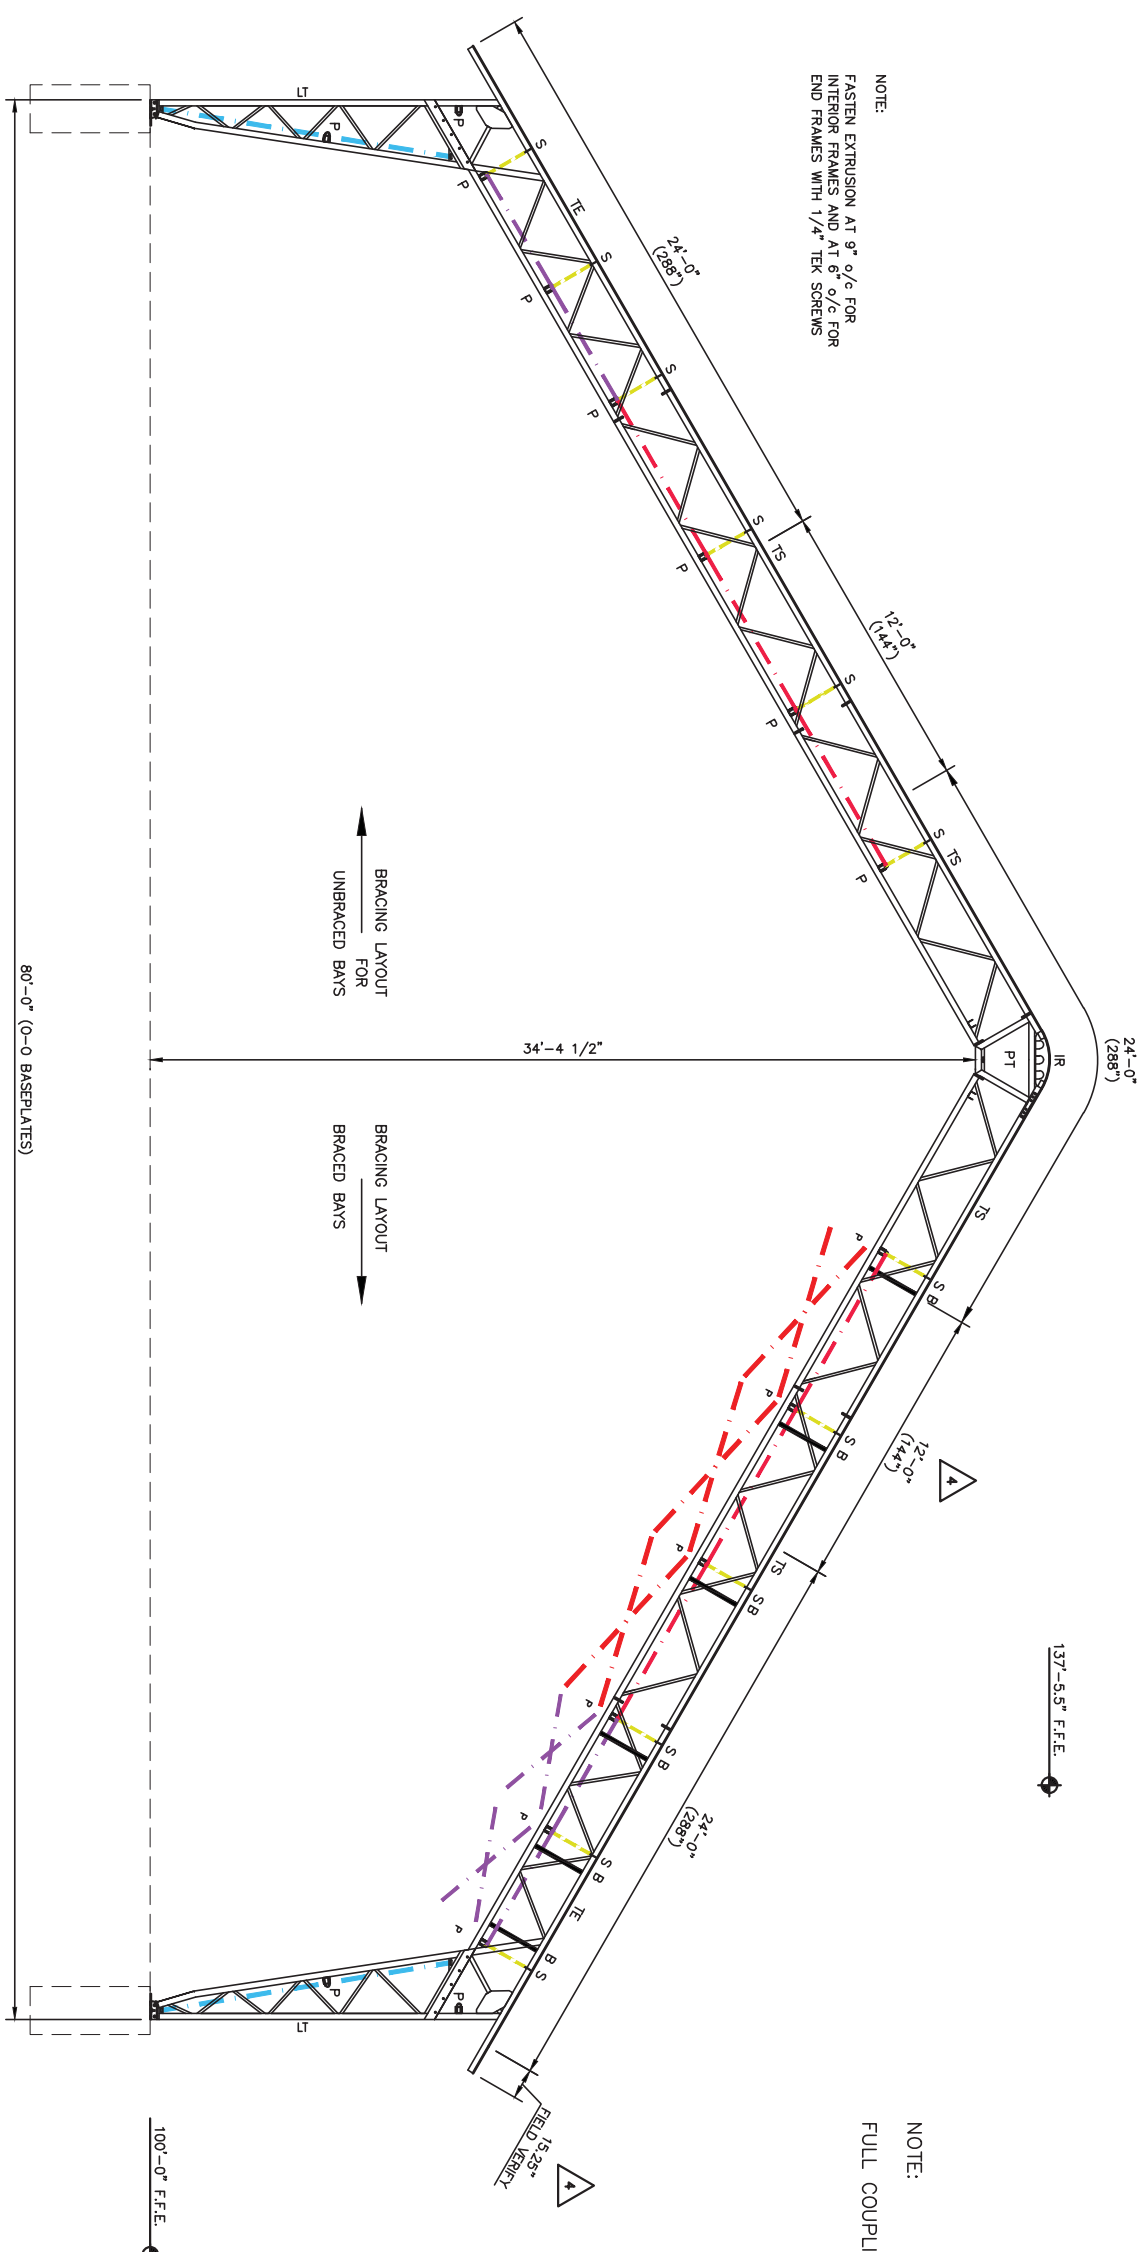 NOTE:
FASTEN EXTRUSION AT 9" o/c FOR
INTERIOR FRAMES AND AT 6" o/c FOR
END FRAMES WITH 1/4" TEK SCREWS
24'-0"
(288")
12'-0"
(144")
24'-0"
(288")
12'-0"
(144")
4
24'-0"
(288")
15.25"
FIELD VERIFY
4
137'-5.5" F.F.E.
100'-0" F.F.E.
NOTE:
FULL COUPLI
LT
P
P
P
S
TE
S
P
S
P
S
TS
P
S
P
S
TS
P
IR
PT
TS
P
S B
P
S B
TS
P
S B
P
S B
P
S B
TE
P
B S
P
P
LT
34'-4 1/2"
BRACING LAYOUT
FOR
UNBRACED BAYS
BRACING LAYOUT
BRACED BAYS
80'-0" (O-O BASEPLATES)